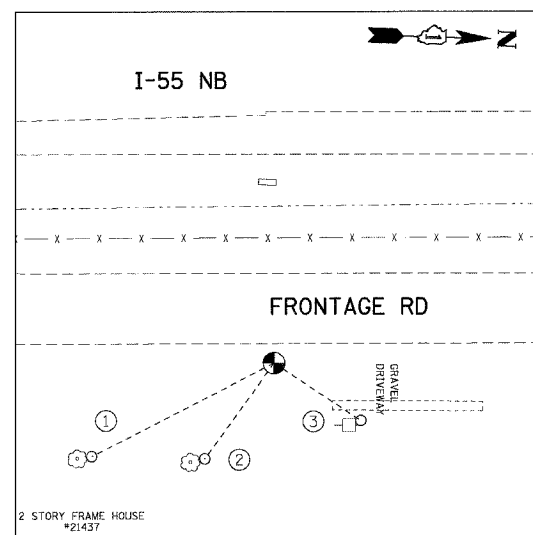 N
I-55 NB
FRONTAGE RD
GRAVEL
DRIVEWAY
1
2
3
2 STORY FRAME HOUSE
#21437